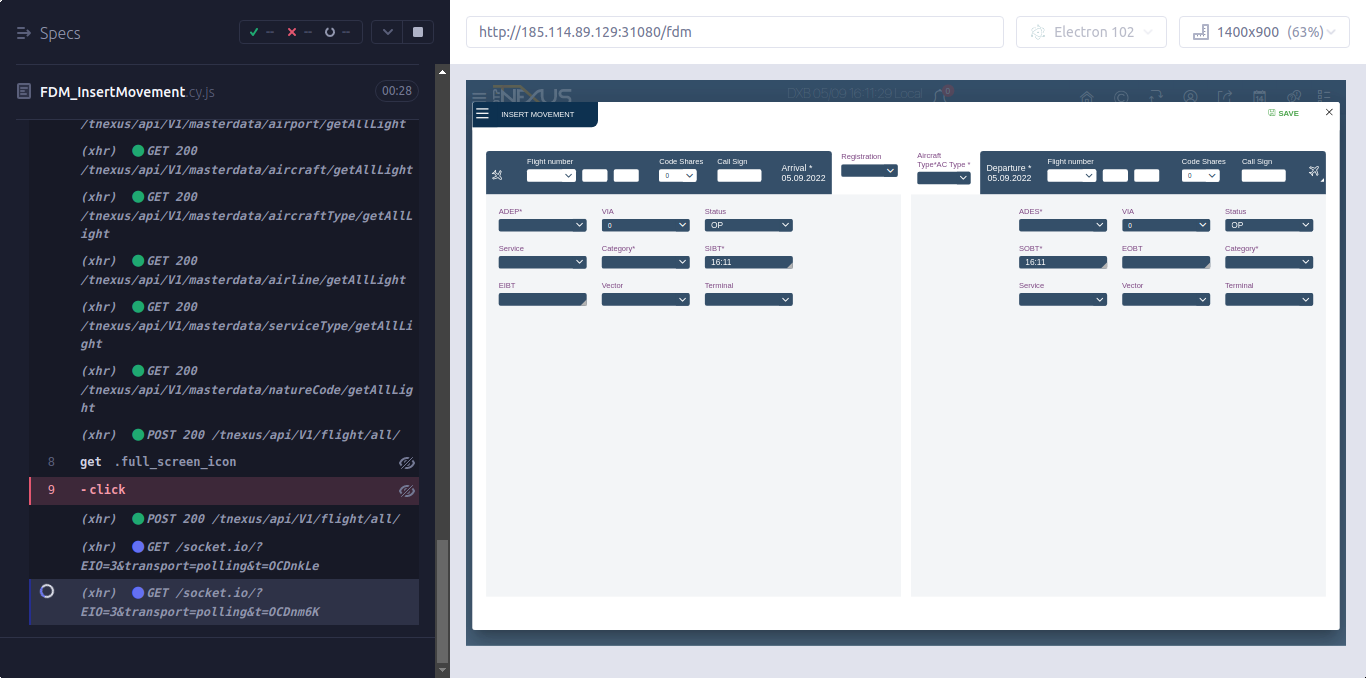 Specs
✓ -- ✕ -- --
http://185.114.89.129:31080/fdm
Electron 102
1400x900 (63%)
FDM_InsertMovement.cy.js
00:28
/tnexus/api/V1/masterdata/airport/getAllLight
(xhr) GET 200
/tnexus/api/V1/masterdata/aircraft/getAllLight
(xhr) GET 200
/tnexus/api/V1/masterdata/aircraftType/getAllL
ight
(xhr) GET 200
/tnexus/api/V1/masterdata/airline/getAllLight
(xhr) GET 200
/tnexus/api/V1/masterdata/serviceType/getAllLi
ght
(xhr) GET 200
/tnexus/api/V1/masterdata/natureCode/getAllLig
ht
(xhr) POST 200 /tnexus/api/V1/flight/all/
8 get .full_screen_icon
9 -click
(xhr) POST 200 /tnexus/api/V1/flight/all/
(xhr) GET /socket.io/?
EIO=3&transport=polling&t=OCDnkLe
(xhr) GET /socket.io/?
EIO=3&transport=polling&t=OCDnm6K
DXB 05/09 16:11:29 Local
0
14
INSERT MOVEMENT
SAVE
Flight number Code Shares Call Sign
0
Arrival *
05.09.2022
Registration
Aircraft
Type*AC Type *
Departure *
05.09.2022
Flight number Code Shares Call Sign
0
ADEP* VIA Status
0 OP
Service Category* SIBT*
16:11
EIBT Vector Terminal
ADES* VIA Status
0 OP
SOBT* EOBT Category*
16:11
Service Vector Terminal